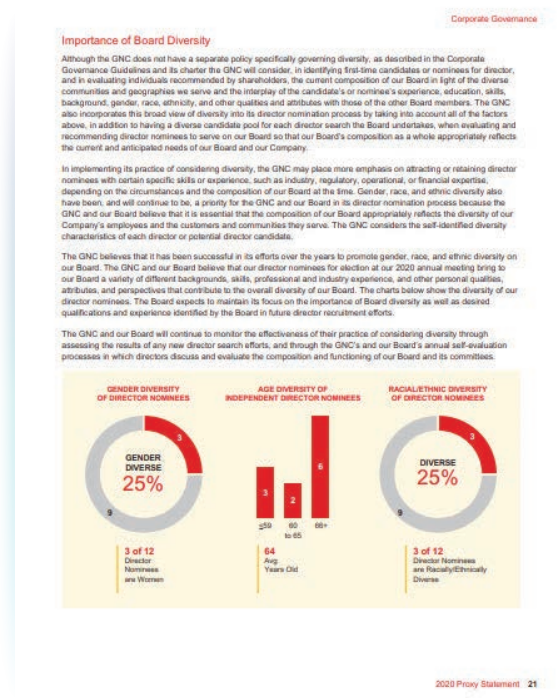 Corporate Governance
Importance of Board Diversity
Although the GNC does not have a separate policy specifically governing diversity, as described in the Corporate
Governance Guidelines and its charter the GNC will consider, in identifying first-time candidates or nominees for director,
and in evaluating individuals recommended by shareholders, the current composition of our Board in light of the diverse
communities and geographies we serve and the interplay of the candidate's or nominee's experience, education, skills,
background, gender, race, ethnicity, and other qualities and attributes with those of the other Board members. The GNC
also incorporates this broad view of diversity into its director nomination process by taking into account all of the factors
above, in addition to having a diverse candidate pool for each director search the Board undertakes, when evaluating and
recommending director nominees to serve on our Board so that our Board's composition as a whole appropriately reflects
the current and anticipated needs of our Board and our Company.
In implementing its practice of considering diversity, the GNC may place more emphasis on attracting or retaining director
nominees with certain specific skills or experience, such as industry, regulatory, operational, or financial expertise,
depending on the circumstances and the composition of our Board at the time. Gender, race, and ethnic diversity also
have been, and will continue to be, a priority for the GNC and our Board in its director nomination process because the
GNC and our Board believe that it is essential that the composition of our Board appropriately reflects the diversity of our
Company's employees and the customers and communities they serve. The GNC considers the self-identified diversity
characteristics of each director or potential director candidate.
The GNC believes that it has been successful in its efforts over the years to promote gender, race, and ethnic diversity on
our Board. The GNC and our Board believe that our director nominees for election at our 2020 annual meeting bring to
our Board a variety of different backgrounds, skills, professional and industry experience, and other personal qualities,
attributes, and perspectives that contribute to the overall diversity of our Board. The charts below show the diversity of our
director nominees. The Board expects to maintain its focus on the importance of Board diversity as well as desired
qualifications and experience identified by the Board in future director recruitment efforts.
The GNC and our Board will continue to monitor the effectiveness of their practice of considering diversity through
assessing the results of any new director search efforts, and through the GNC's and our Board's annual self-evaluation
processes in which directors discuss and evaluate the composition and functioning of our Board and its committees.
GENDER DIVERSITY
OF DIRECTOR NOMINEES
3
GENDER
DIVERSE
25%
9
3 of 12
Director
Nominees
are Women
AGE DIVERSITY OF
INDEPENDENT DIRECTOR NOMINEES
3
2
6
≤59
60
to 65
66+
64
Avg
Years Old
RACIAL/ETHNIC DIVERSITY
OF DIRECTOR NOMINEES
3
DIVERSE
25%
9
3 of 12
Director Nominees
are Racially/Ethnically
Diverse
2020 Proxy Statement 21